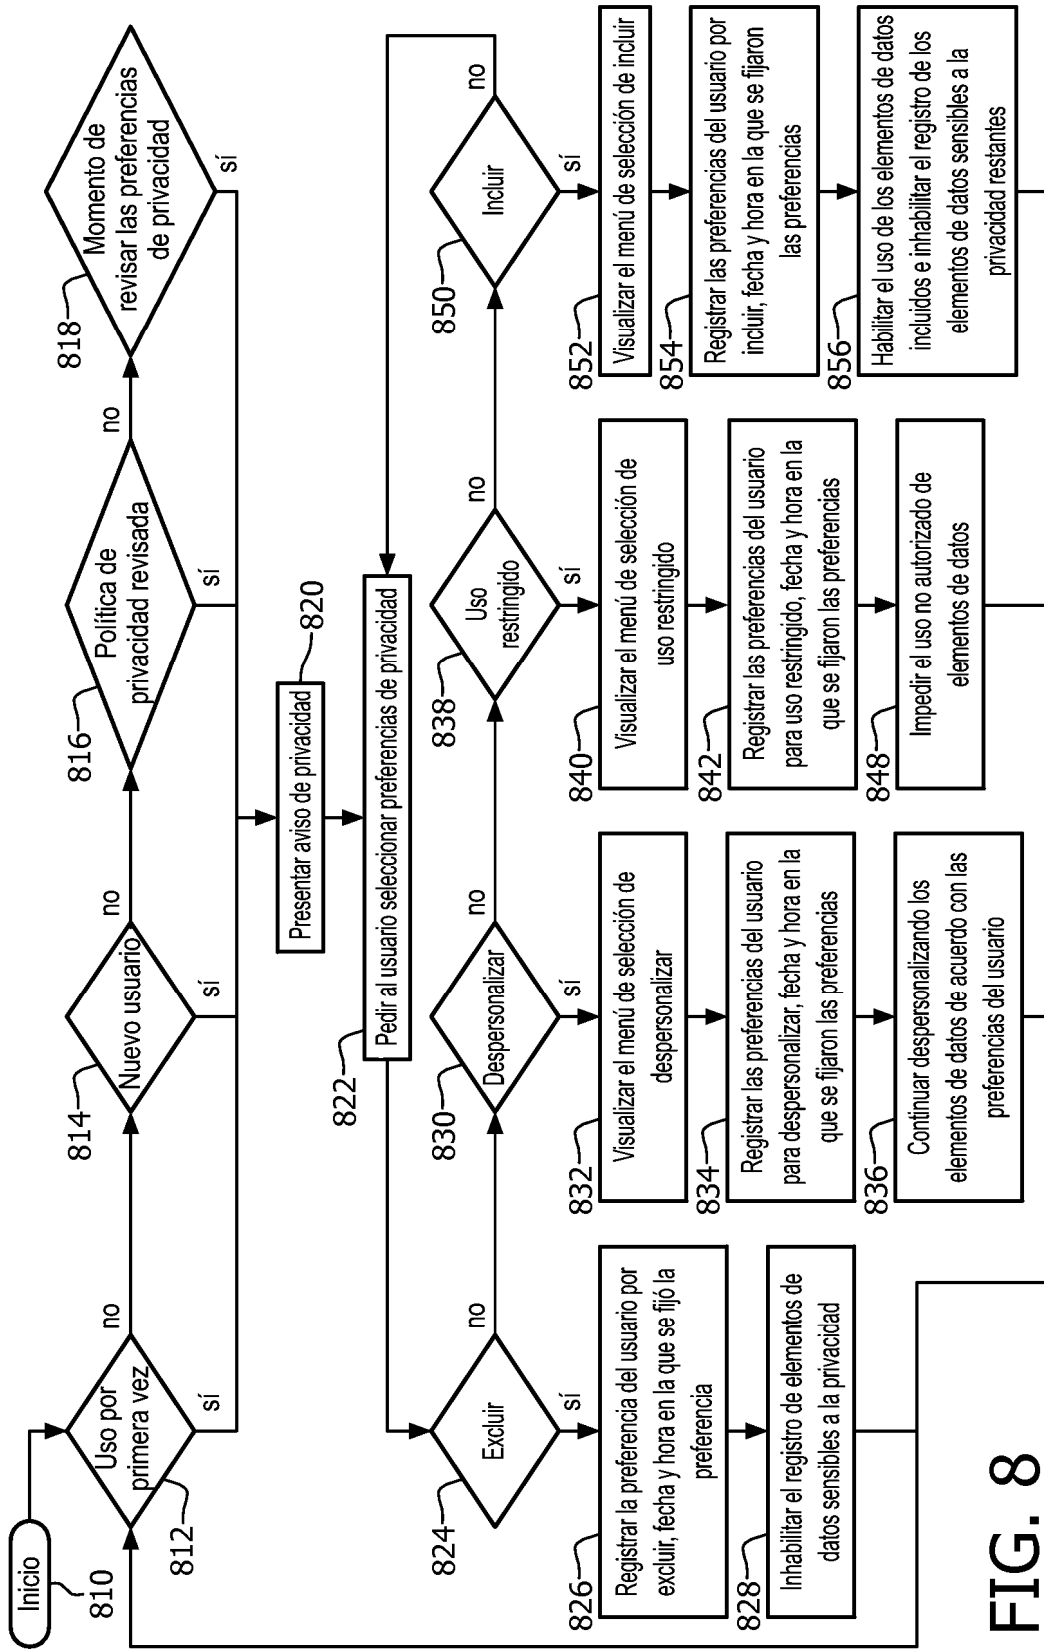 Inicio
810
Uso por
primera vez
812
no
sí
Nuevo usuario
814
no
sí
Política de
privacidad revisada
816
no
sí
Momento de
revisar las preferencias
de privacidad
818
sí
Presentar aviso de privacidad
820
Pedir al usuario seleccionar preferencias de privacidad
822
Excluir
824
no
sí
Registrar la preferencia del usuario por
excluir, fecha y hora en la que se fijó la
preferencia
826
Inhabilitar el registro de elementos de
datos sensibles a la privacidad
828
Despersonalizar
830
no
sí
Visualizar el menú de selección de
despersonalizar
832
Registrar las preferencias del usuario
para despersonalizar, fecha y hora en la
que se fijaron las preferencias
834
Continuar despersonalizando los
elementos de datos de acuerdo con las
preferencias del usuario
836
Uso
restringido
838
no
sí
Visualizar el menú de selección de
uso restringido
840
Registrar las preferencias del usuario
para uso restringido, fecha y hora en la
que se fijaron las preferencias
842
Impedir el uso no autorizado de
elementos de datos
848
Incluir
850
no
sí
Visualizar el menú de selección de incluir
852
Registrar las preferencias del usuario por
incluir, fecha y hora en la que se fijaron
las preferencias
854
Habilitar el uso de los elementos de datos
incluidos e inhabilitar el registro de los
elementos de datos sensibles a la
privacidad restantes
856
FIG. 8